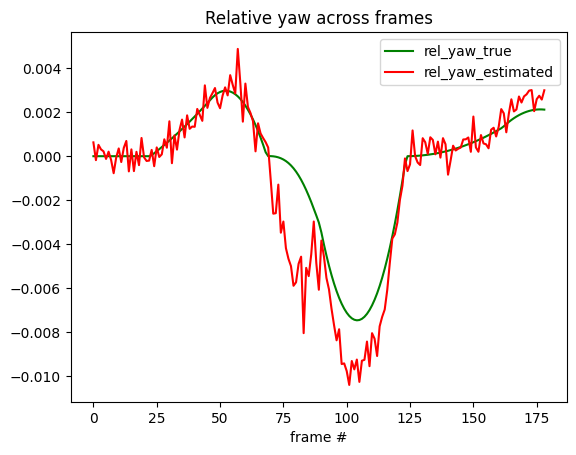 Relative yaw across frames
rel_yaw_true
rel_yaw_estimated
0.004
0.002
0.000
−0.002
−0.004
−0.006
−0.008
−0.010
0 25 50 75 100 125 150 175
frame #